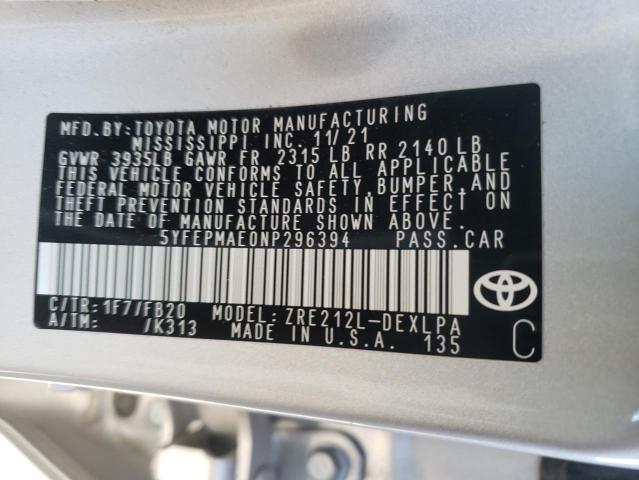 MFD.BY:TOYOTA MOTOR MANUFACTURING
MISSISSIPPI INC. 11/21
GVWR 3935LB GAWR FR 2315 LB RR 2140 LB
THIS VEHICLE CONFORMS TO ALL APPLICABLE
FEDERAL MOTOR VEHICLE SAFETY, BUMPER, AND
THEFT PREVENTION STANDARDS IN EFFECT ON
THE DATE OF MANUFACTURE SHOWN ABOVE.
5YFEPMAE0NP296394 PASS.CAR
C/TR:1F7/FB20 MODEL: ZRE212L-DEXLPA
A/TM: /K313 MADE IN U.S.A. 135 C